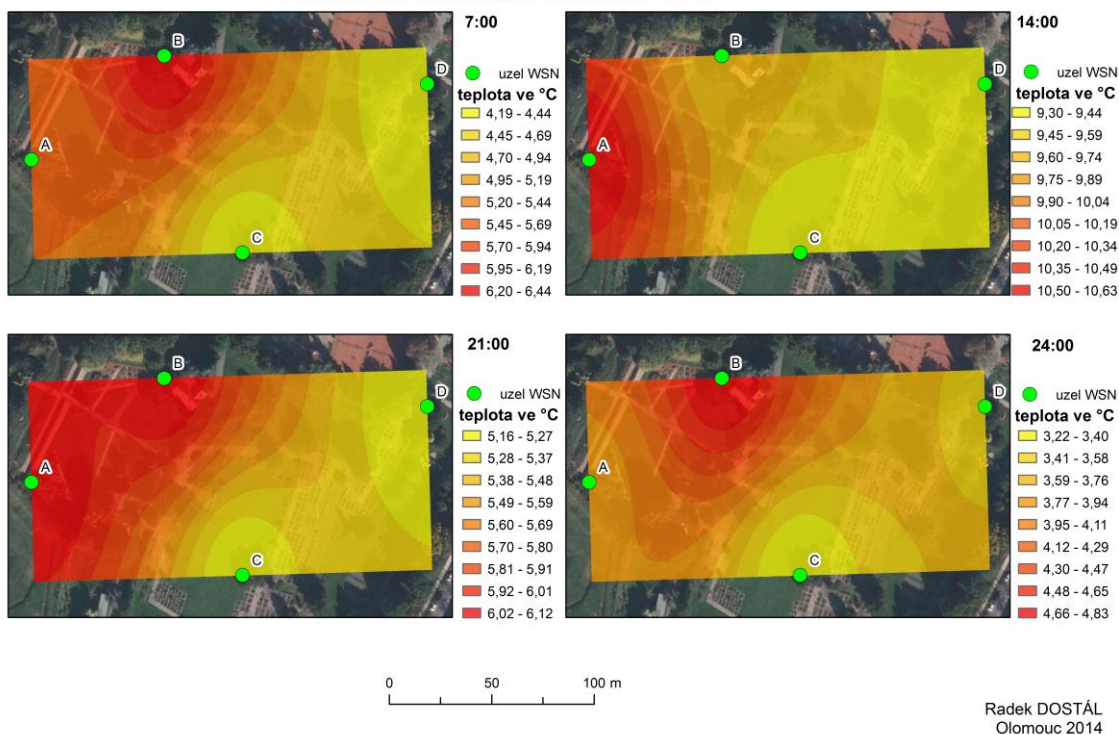 7:00
B
D
A
C
uzel WSN
teplota ve °C
4,19 - 4,44
4,45 - 4,69
4,70 - 4,94
4,95 - 5,19
5,20 - 5,44
5,45 - 5,69
5,70 - 5,94
5,95 - 6,19
6,20 - 6,44
14:00
B
D
A
C
uzel WSN
teplota ve °C
9,30 - 9,44
9,45 - 9,59
9,60 - 9,74
9,75 - 9,89
9,90 - 10,04
10,05 - 10,19
10,20 - 10,34
10,35 - 10,49
10,50 - 10,63
21:00
B
D
A
C
uzel WSN
teplota ve °C
5,16 - 5,27
5,28 - 5,37
5,38 - 5,48
5,49 - 5,59
5,60 - 5,69
5,70 - 5,80
5,81 - 5,91
5,92 - 6,01
6,02 - 6,12
24:00
B
D
A
C
uzel WSN
teplota ve °C
3,22 - 3,40
3,41 - 3,58
3,59 - 3,76
3,77 - 3,94
3,95 - 4,11
4,12 - 4,29
4,30 - 4,47
4,48 - 4,65
4,66 - 4,83
0 50 100 m
Radek DOSTÁL
Olomouc 2014